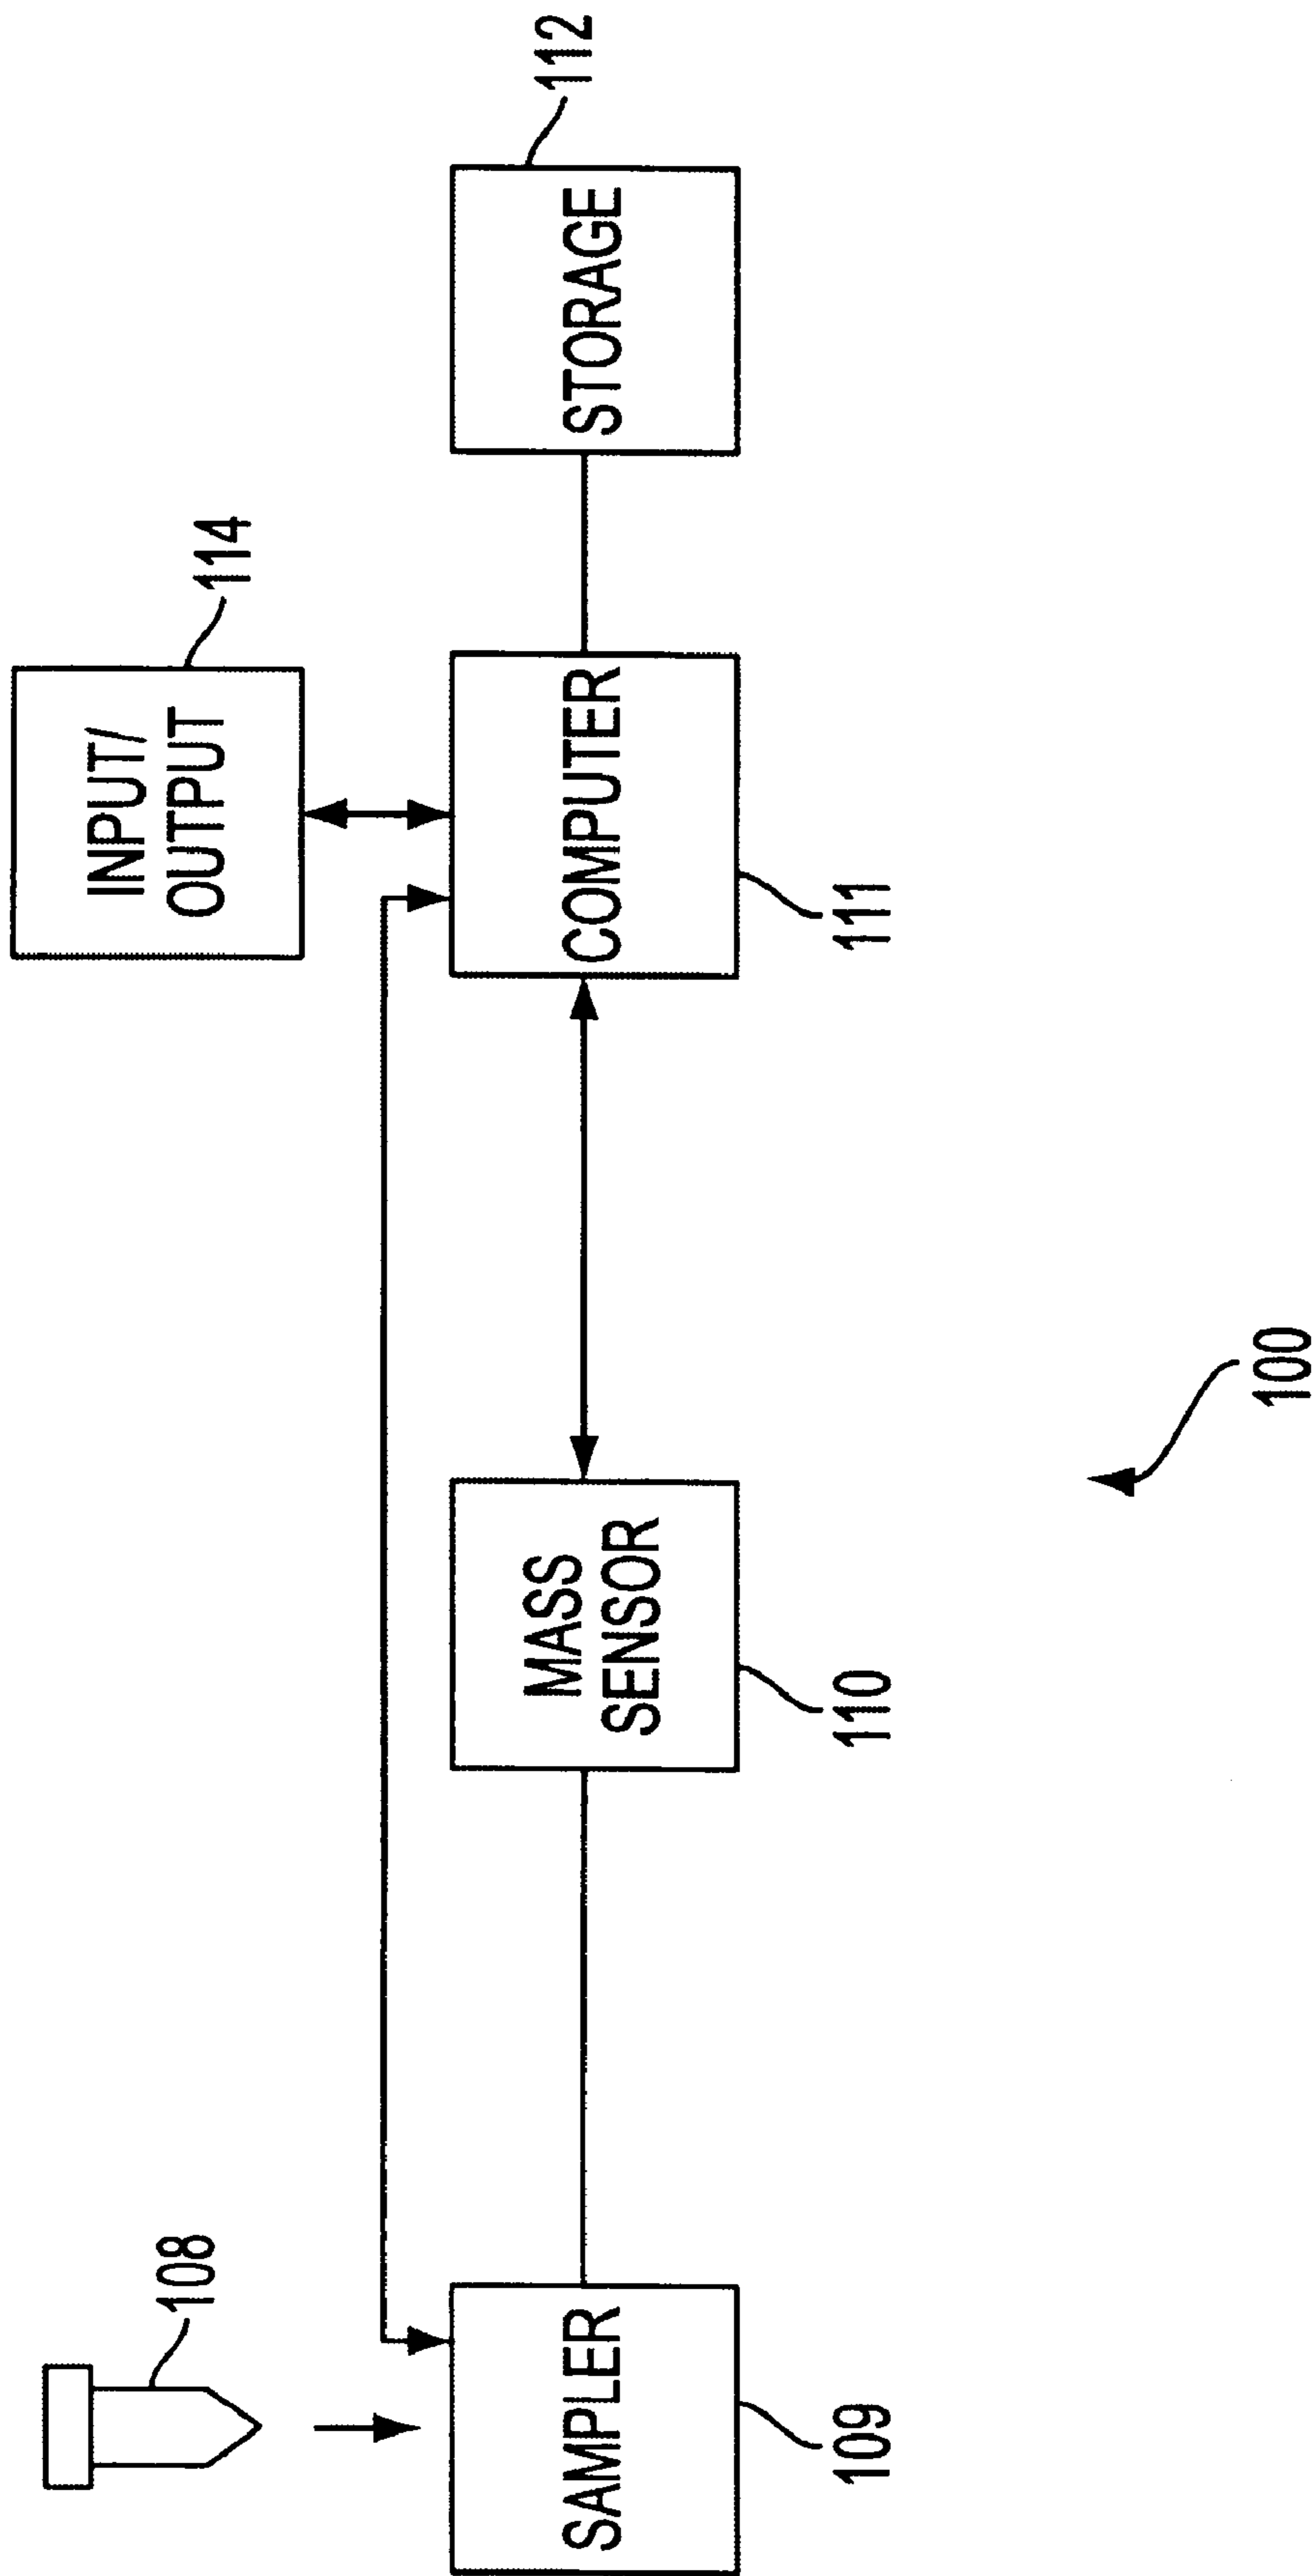 108
SAMPLER
109
MASS
SENSOR
110
INPUT/
OUTPUT
114
COMPUTER
111
STORAGE
112
100